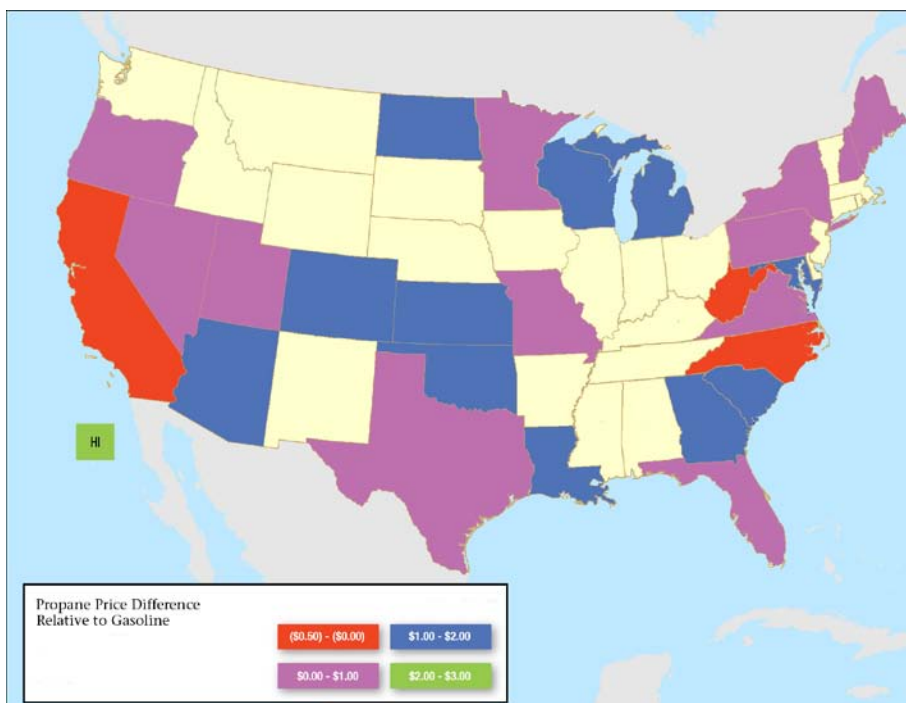 HI
Propane Price Difference
Relative to Gasoline
($0.50) - ($0.00)
$1.00 - $2.00
$0.00 - $1.00
$2.00 - $3.00